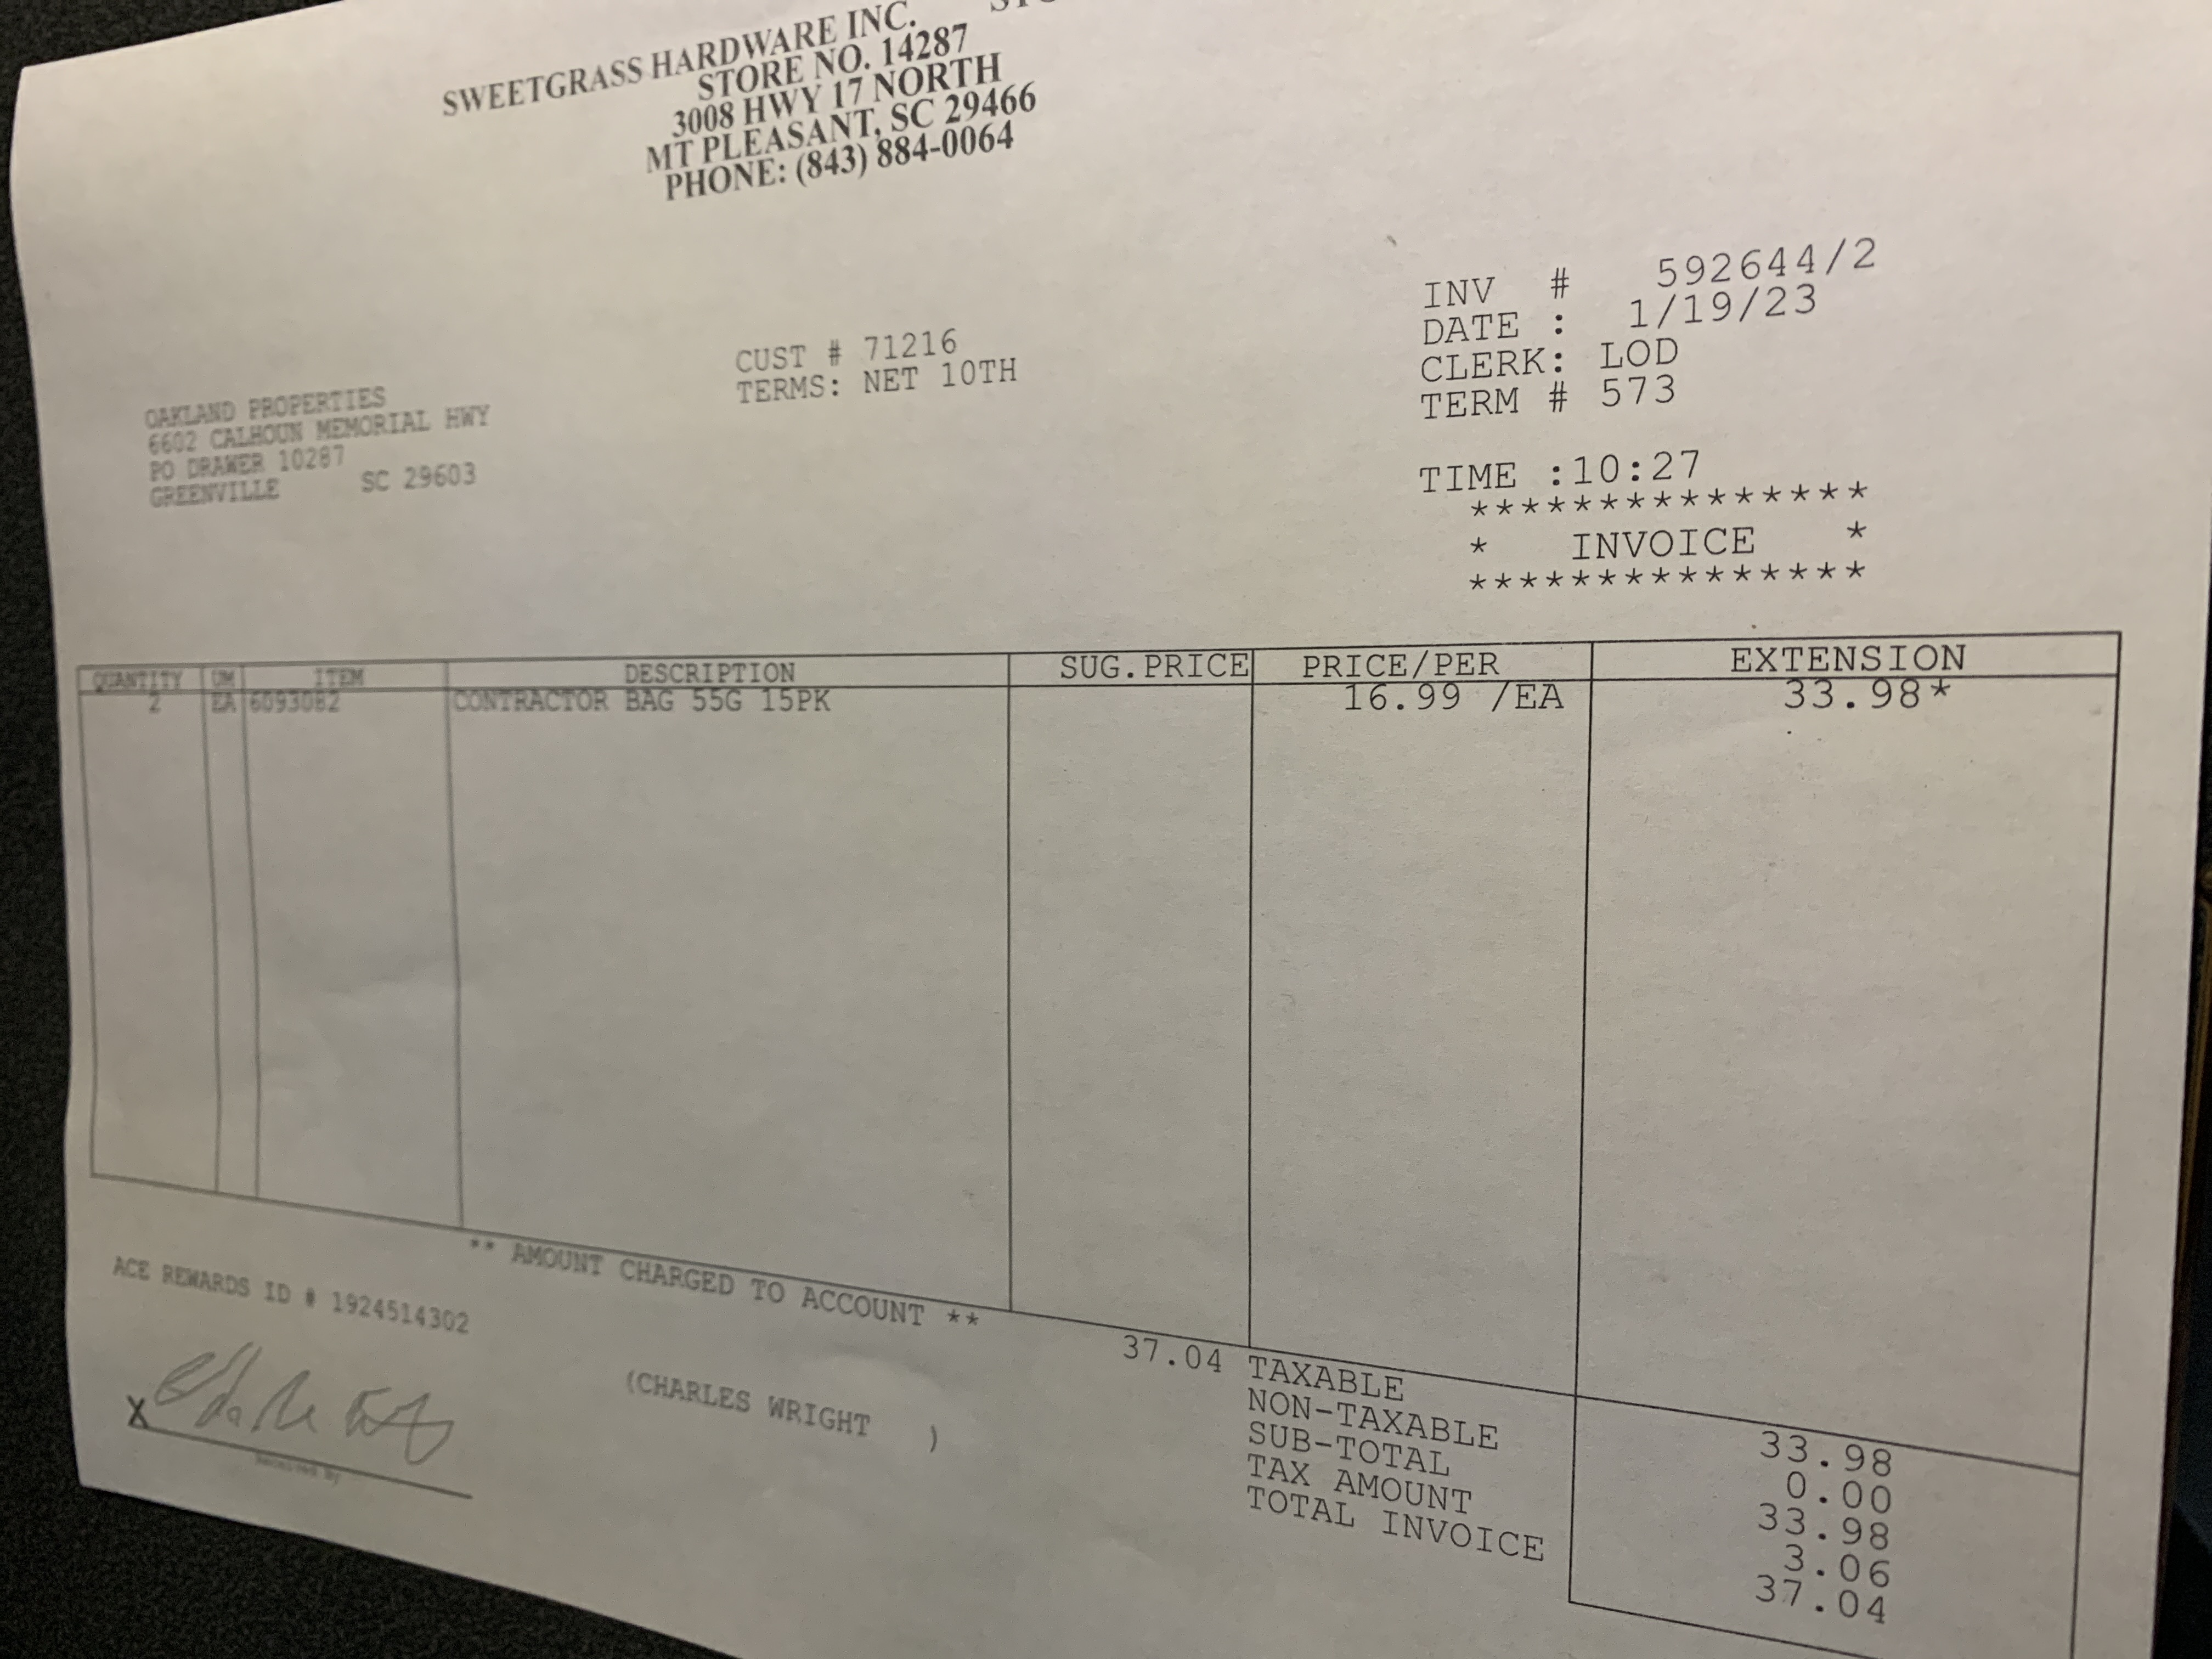 SWEETGRASS HARDWARE INC.
STORE NO. 14287
3008 HWY 17 NORTH
MT PLEASANT, SC 29466
PHONE: (843) 884-0064
INV # 592644/2
DATE : 1/19/23
CLERK: LOD
TERM # 573
TIME :10:27
CUST # 71216
TERMS: NET 10TH
OAKLAND PROPERTIES
6602 CALHOUN MEMORIAL HWY
PO DRAWER 10287
GREENVILLE SC 29603
*****************
* INVOICE *
*****************
QUANTITY UM ITEM DESCRIPTION SUG.PRICE PRICE/PER EXTENSION
2 EA 6093082 CONTRACTOR BAG 55G 15PK 16.99 /EA 33.98*
** AMOUNT CHARGED TO ACCOUNT ** 37.04
ACE REWARDS ID # 1924514302
TAXABLE 33.98
NON-TAXABLE 0.00
SUB-TOTAL 33.98
TAX AMOUNT 3.06
TOTAL INVOICE 37.04
(CHARLES WRIGHT )
X
Received By